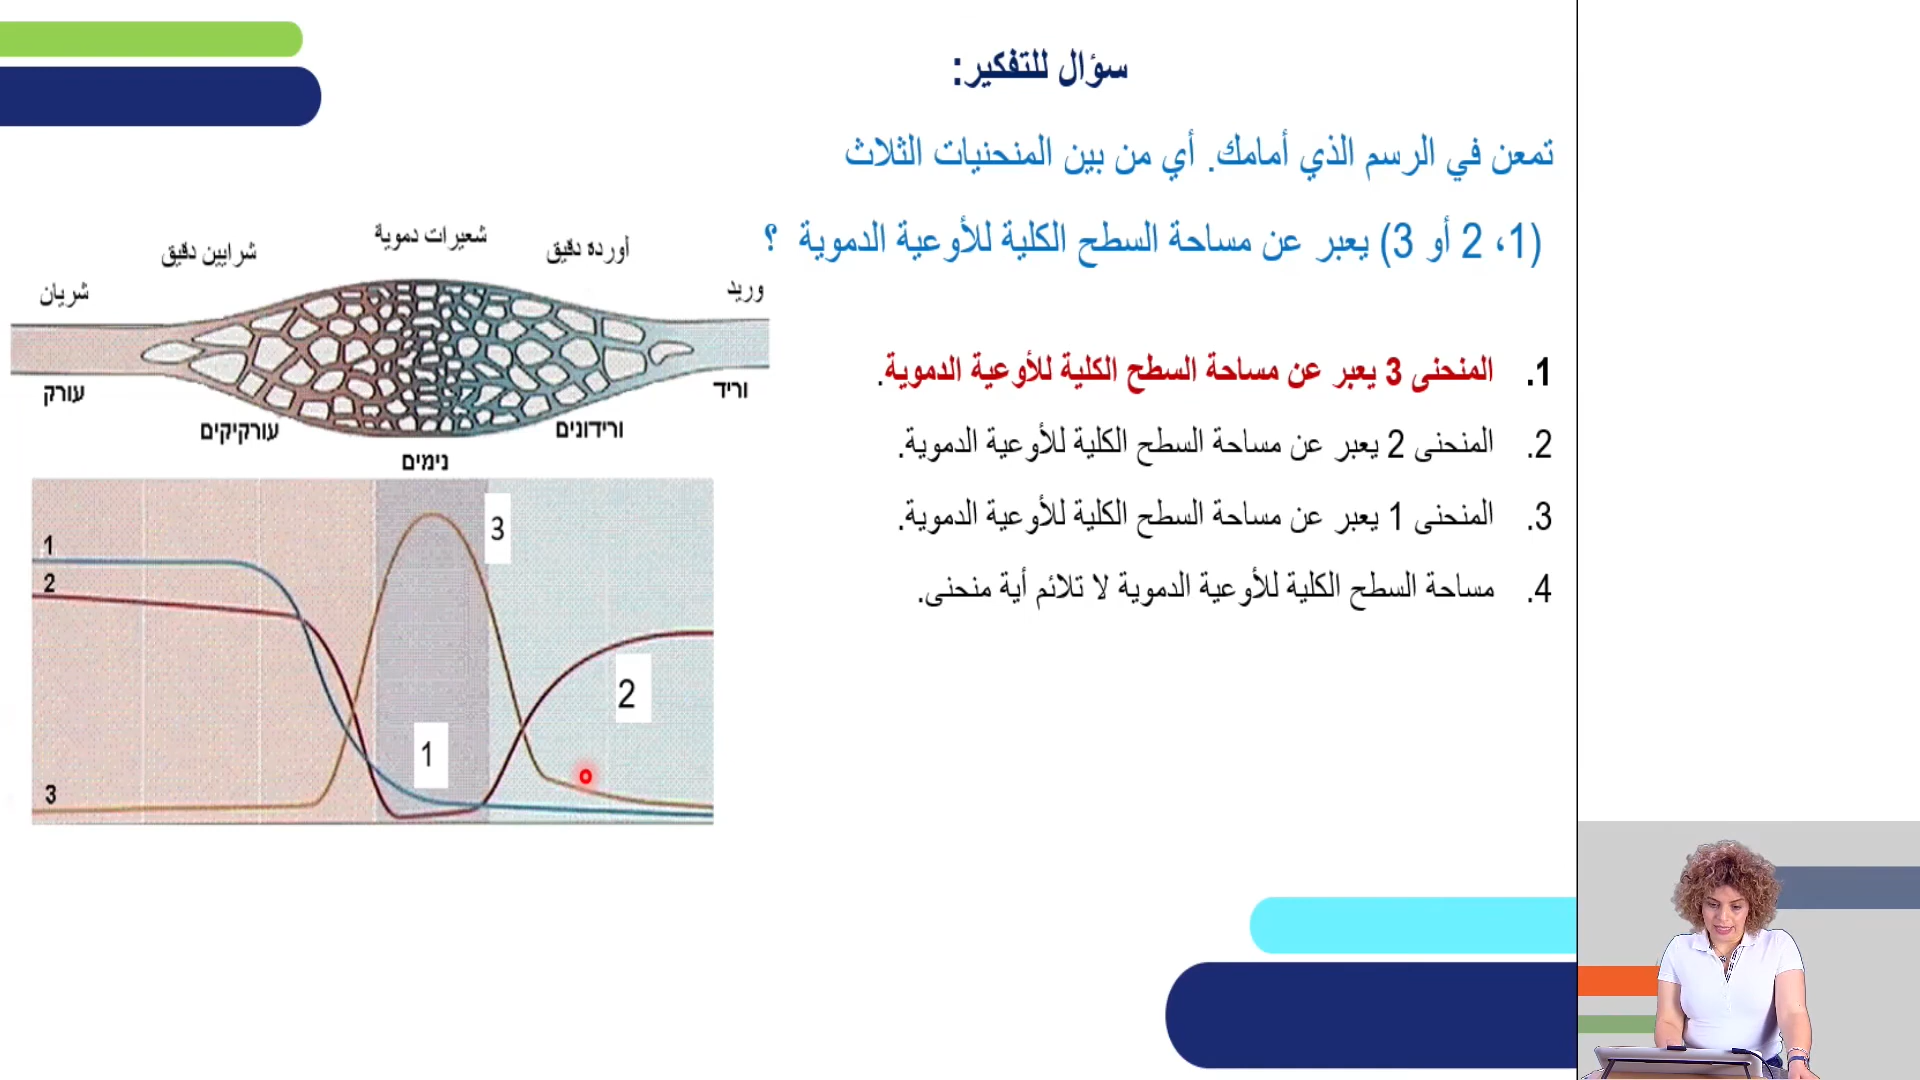 سؤال للتفكير:
تمعن في الرسم الذي أمامك. أي من بين المنحنيات الثلاث
(1، 2 أو 3) يعبر عن مساحة السطح الكلية للأوعية الدموية ؟
1. المنحنى 3 يعبر عن مساحة السطح الكلية للأوعية الدموية.
2. المنحنى 2 يعبر عن مساحة السطح الكلية للأوعية الدموية.
3. المنحنى 1 يعبر عن مساحة السطح الكلية للأوعية الدموية.
4. مساحة السطح الكلية للأوعية الدموية لا تلائم أية منحنى.
شعيرات دموية
أورده دقيق
شرايين دقيق
وريد
شريان
וריד
עורק
ורידונים
עורקיקים
נימים
3
1
2
2
1
3